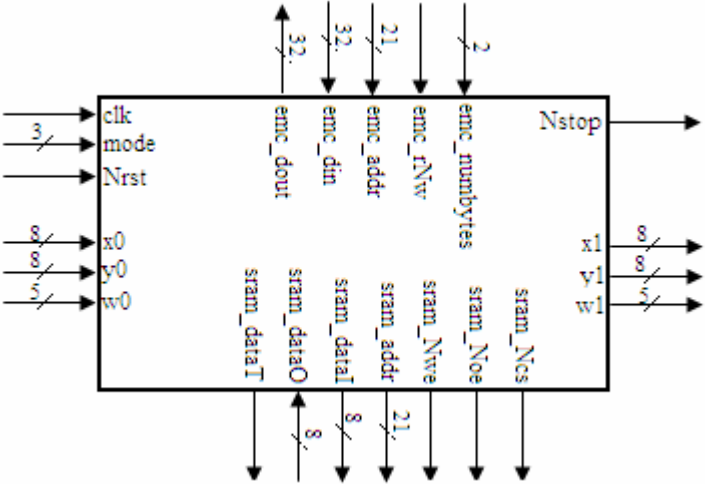 32.
32.
21
2
emc_dout
emc_din
emc_addr
emc_rNw
emc_numbytes
clk
3
mode
Nrst
8
x0
8
y0
5
w0
Nstop
x1
8
y1
8
w1
5
sram_dataT
sram_dataO
sram_dataI
sram_addr
sram_Nwe
sram_Noe
sram_Ncs
8
8
21